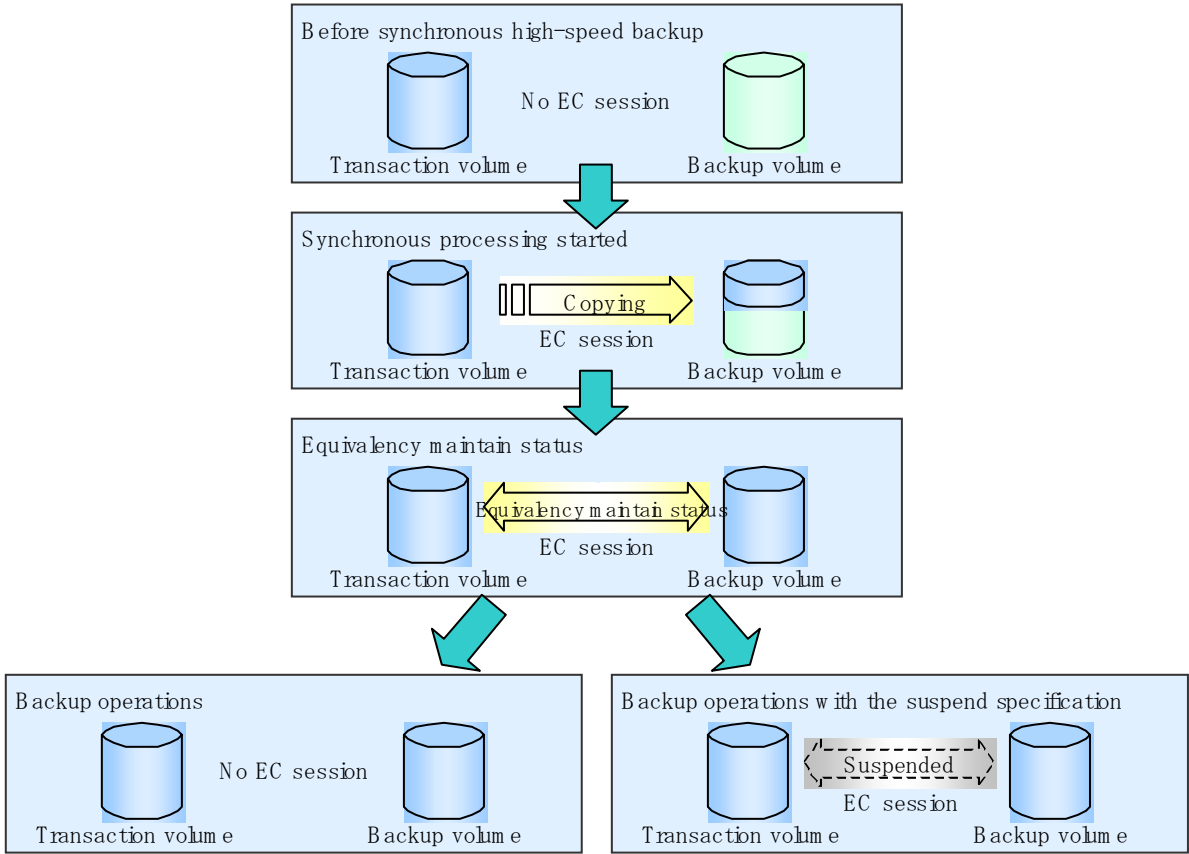 Before synchronous high-speed backup
No EC session
Transaction volume
Backup volume
Synchronous processing started
Copying
EC session
Transaction volume
Backup volume
Equivalency maintain status
Equivalency maintain status
EC session
Transaction volume
Backup volume
Backup operations
No EC session
Transaction volume
Backup volume
Backup operations with the suspend specification
Suspended
EC session
Transaction volume
Backup volume